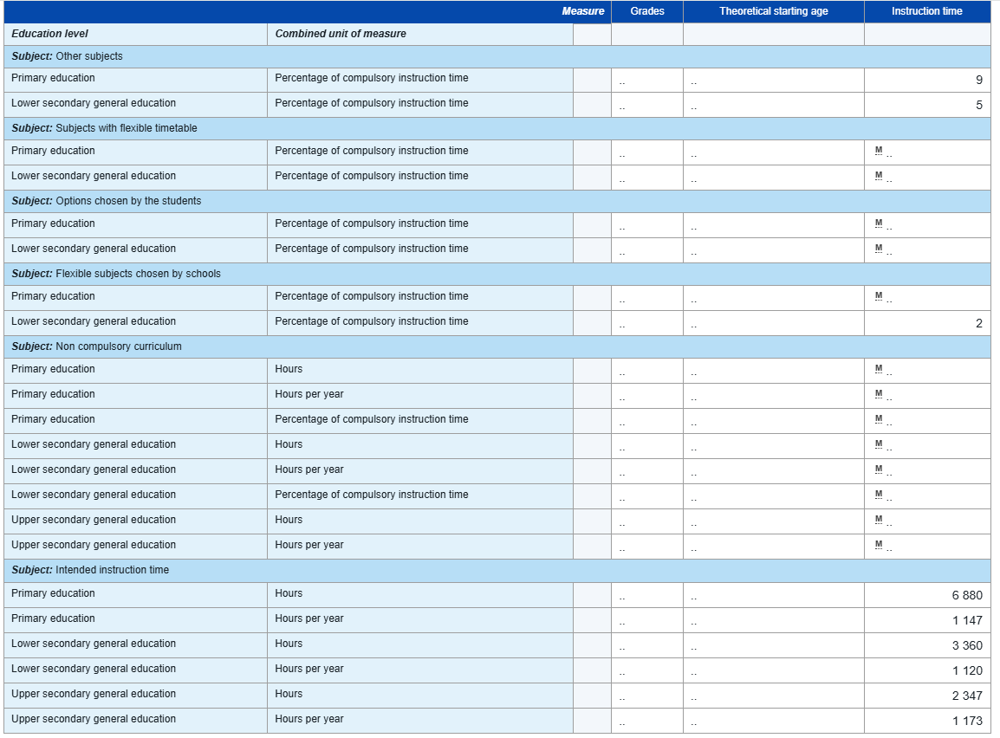 Measure Grades Theoretical starting age Instruction time
Education level Combined unit of measure
Subject: Other subjects
Primary education Percentage of compulsory instruction time .. .. 9
Lower secondary general education Percentage of compulsory instruction time .. .. 5
Subject: Subjects with flexible timetable
Primary education Percentage of compulsory instruction time .. .. M ..
Lower secondary general education Percentage of compulsory instruction time .. .. M ..
Subject: Options chosen by the students
Primary education Percentage of compulsory instruction time .. .. M ..
Lower secondary general education Percentage of compulsory instruction time .. .. M ..
Subject: Flexible subjects chosen by schools
Primary education Percentage of compulsory instruction time .. .. M ..
Lower secondary general education Percentage of compulsory instruction time .. .. 2
Subject: Non compulsory curriculum
Primary education Hours .. .. M ..
Primary education Hours per year .. .. M ..
Primary education Percentage of compulsory instruction time .. .. M ..
Lower secondary general education Hours .. .. M ..
Lower secondary general education Hours per year .. .. M ..
Lower secondary general education Percentage of compulsory instruction time .. .. M ..
Upper secondary general education Hours .. .. M ..
Upper secondary general education Hours per year .. .. M ..
Subject: Intended instruction time
Primary education Hours .. .. 6 880
Primary education Hours per year .. .. 1 147
Lower secondary general education Hours .. .. 3 360
Lower secondary general education Hours per year .. .. 1 120
Upper secondary general education Hours .. .. 2 347
Upper secondary general education Hours per year .. .. 1 173